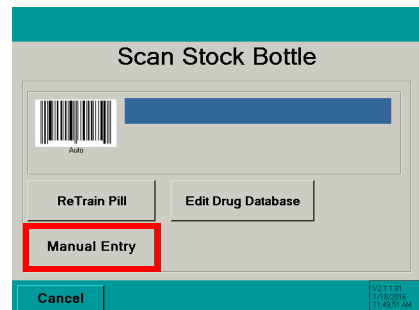 Scan Stock Bottle
Auto
ReTrain Pill
Edit Drug Database
Manual Entry
Cancel
V2.1.1.81
1/18/2016
11:49:51 AM